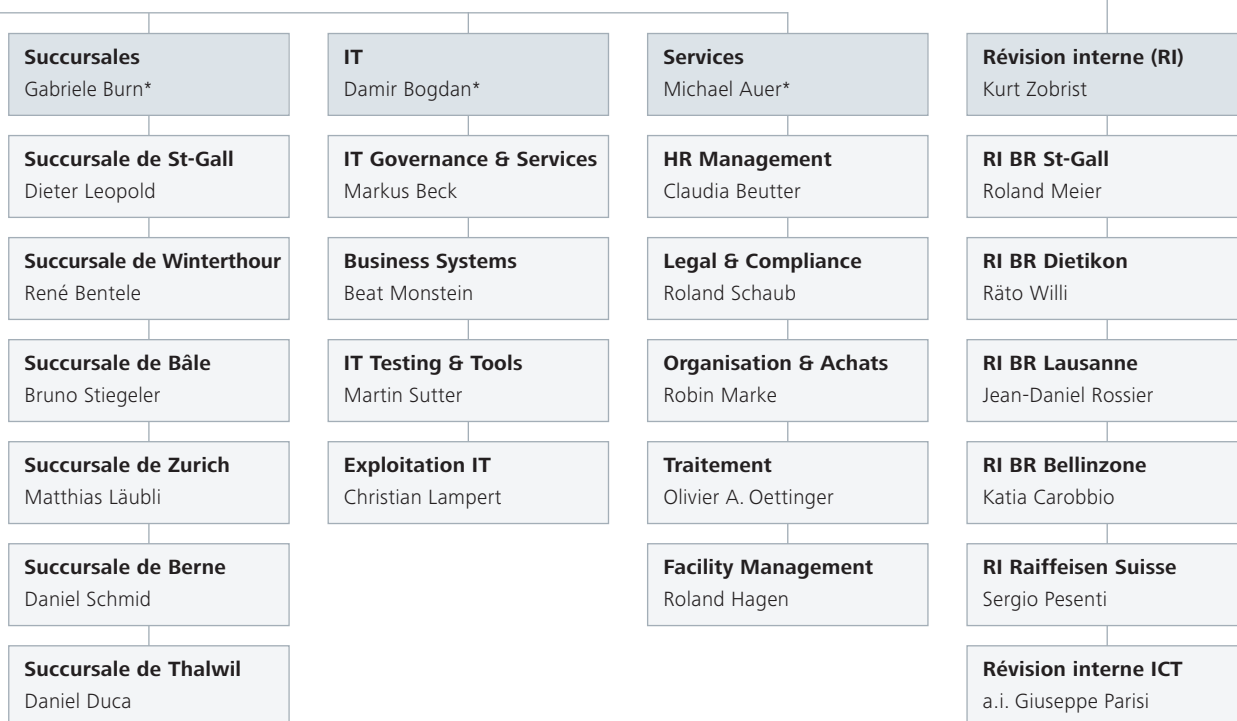 Succursales
Gabriele Burn*
Succursale de St-Gall
Dieter Leopold
Succursale de Winterthour
René Bentele
Succursale de Bâle
Bruno Stiegeler
Succursale de Zurich
Matthias Läubli
Succursale de Berne
Daniel Schmid
Succursale de Thalwil
Daniel Duca
IT
Damir Bogdan*
IT Governance & Services
Markus Beck
Business Systems
Beat Monstein
IT Testing & Tools
Martin Sutter
Exploitation IT
Christian Lampert
Services
Michael Auer*
HR Management
Claudia Beutter
Legal & Compliance
Roland Schaub
Organisation & Achats
Robin Marke
Traitement
Olivier A. Oettinger
Facility Management
Roland Hagen
Révision interne (RI)
Kurt Zobrist
RI BR St-Gall
Roland Meier
RI BR Dietikon
Räto Willi
RI BR Lausanne
Jean-Daniel Rossier
RI BR Bellinzone
Katia Carobbio
RI Raiffeisen Suisse
Sergio Pesenti
Révision interne ICT
a.i. Giuseppe Parisi